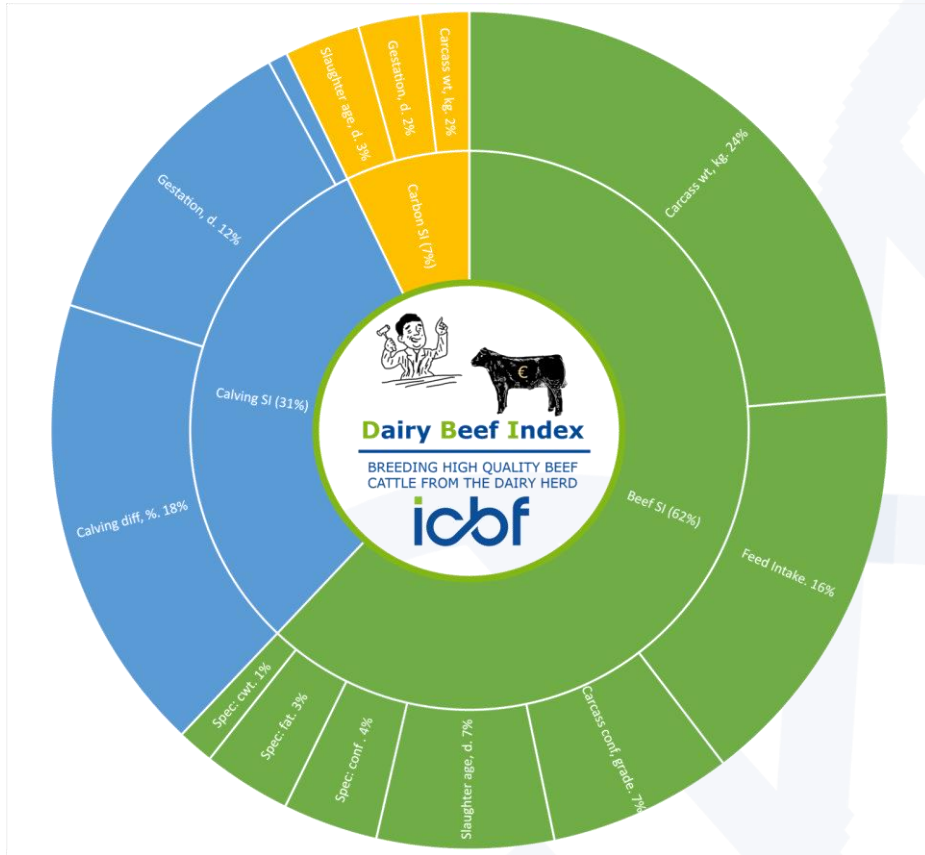 Slaughter age, d. 3%
Gestation, d. 2%
Carcass wt, kg. 2%
Carbon SI (7%)
Carcass wt, kg. 24%
Gestation, d. 12%
Calving SI (31%)
Calving diff, %. 18%
€
Dairy Beef Index
BREEDING HIGH QUALITY BEEF
CATTLE FROM THE DAIRY HERD
icbf
Beef SI (62%)
Feed Intake. 16%
Spec: cwt. 1%
Spec: fat. 3%
Spec: conf . 4%
Slaughter age, d. 7%
Carcass conf, grade. 7%